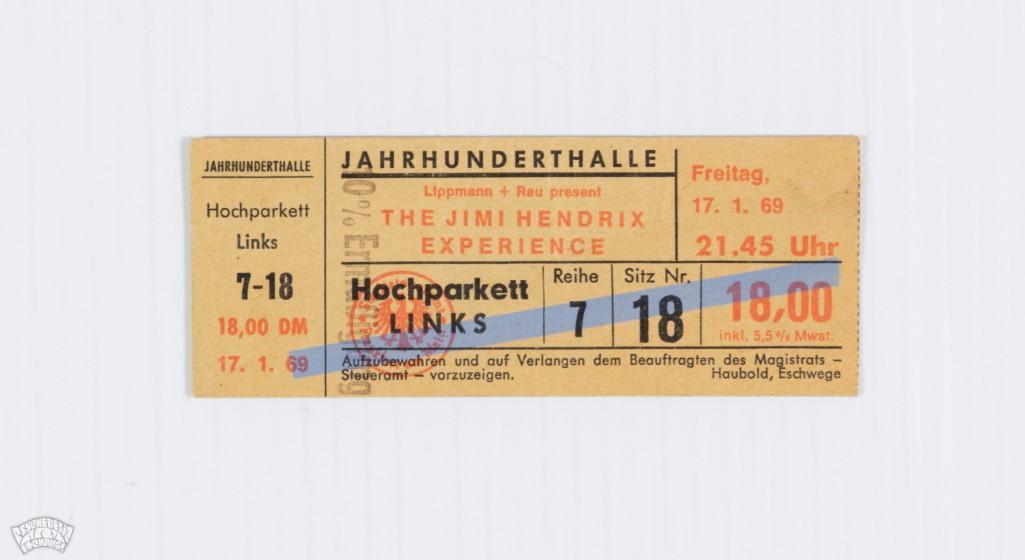 JAHRHUNDERTHALLE
Hochparkett
Links
7-18
18,00 DM
17. 1. 69
JAHRHUNDERTHALLE
Lippmann + Rau present
THE JIMI HENDRIX
EXPERIENCE
Freitag,
17. 1. 69
21.45 Uhr
Hochparkett
LINKS
Reihe
7
Sitz Nr.
18
18,00
inkl. 5,5% Mwst.
Aufzubewahren und auf Verlangen dem Beauftragten des Magistrats –
Steueramt – vorzuzeigen.
Haubold, Eschwege
PSYCHEDELIC
EXCHANGE